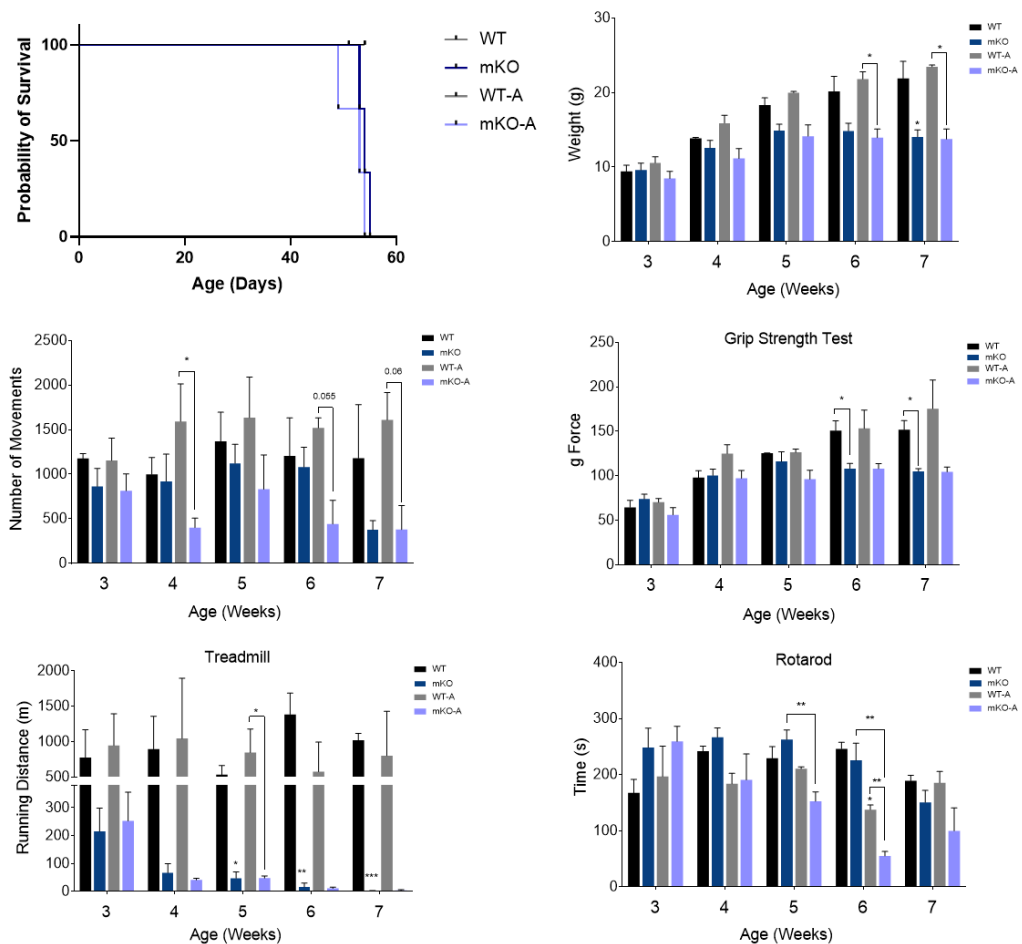 Probability of Survival
100
50
0
0 20 40 60
Age (Days)
WT
mKO
WT-A
mKO-A
Weight (g)
30
20
10
0
* * *
3 4 5 6 7
Age (Weeks)
WT
mKO
WT-A
mKO-A
Number of Movements
2500
2000
1500
1000
500
0
* 0.055 0.06
3 4 5 6 7
Age (Weeks)
WT
mKO
WT-A
mKO-A
Grip Strength Test
g Force
250
200
150
100
50
0
* *
3 4 5 6 7
Age (Weeks)
WT
mKO
WT-A
mKO-A
Treadmill
Running Distance (m)
2000
1500
1000
500
300
200
100
0
* * ** ***
3 4 5 6 7
Age (Weeks)
WT
mKO
WT-A
mKO-A
Rotarod
Time (s)
400
300
200
100
0
** ** ** *
3 4 5 6 7
Age (Weeks)
WT
mKO
WT-A
mKO-A